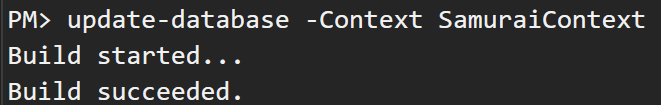 PM> update-database -Context SamuraiContext
Build started...
Build succeeded.